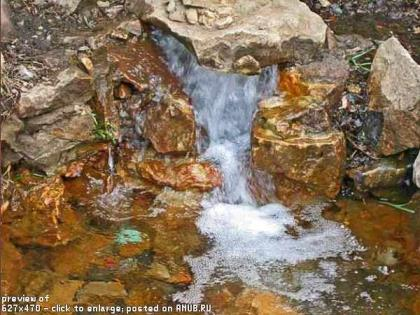 preview of
627x470 - click to enlarge: posted on ANUB.RU